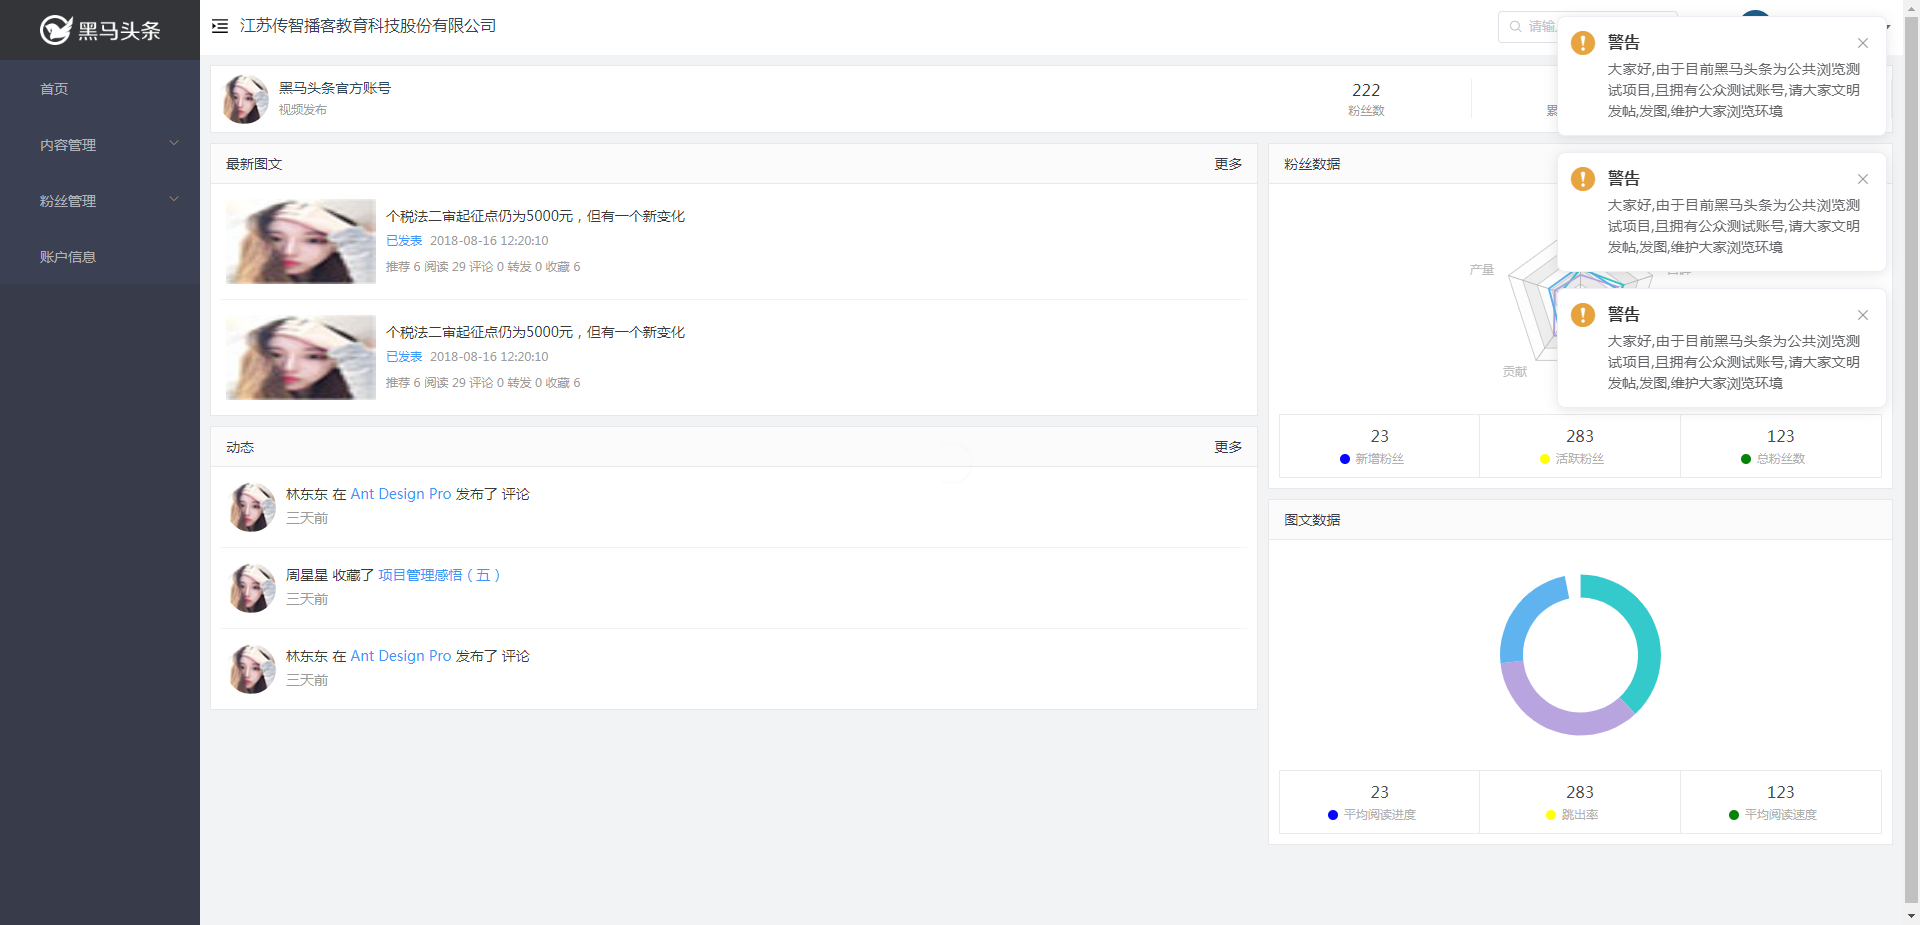 黑马头条
首页
内容管理
粉丝管理
账户信息
江苏传智播客教育科技股份有限公司
请输
黑马头条官方账号
视频发布
222
粉丝数
累
警告
大家好,由于目前黑马头条为公共浏览测
试项目,且拥有公众测试账号,请大家文明
发帖,发图,维护大家浏览环境
警告
大家好,由于目前黑马头条为公共浏览测
试项目,且拥有公众测试账号,请大家文明
发帖,发图,维护大家浏览环境
警告
大家好,由于目前黑马头条为公共浏览测
试项目,且拥有公众测试账号,请大家文明
发帖,发图,维护大家浏览环境
最新图文
更多
个税法二审起征点仍为5000元，但有一个新变化
已发表 2018-08-16 12:20:10
推荐 6 阅读 29 评论 0 转发 0 收藏 6
个税法二审起征点仍为5000元，但有一个新变化
已发表 2018-08-16 12:20:10
推荐 6 阅读 29 评论 0 转发 0 收藏 6
动态
更多
林东东 在 Ant Design Pro 发布了 评论
三天前
周星星 收藏了 项目管理感悟（五）
三天前
林东东 在 Ant Design Pro 发布了 评论
三天前
粉丝数据
产量
贡献
23
新增粉丝
283
活跃粉丝
123
总粉丝数
图文数据
23
平均阅读进度
283
跳出率
123
平均阅读速度